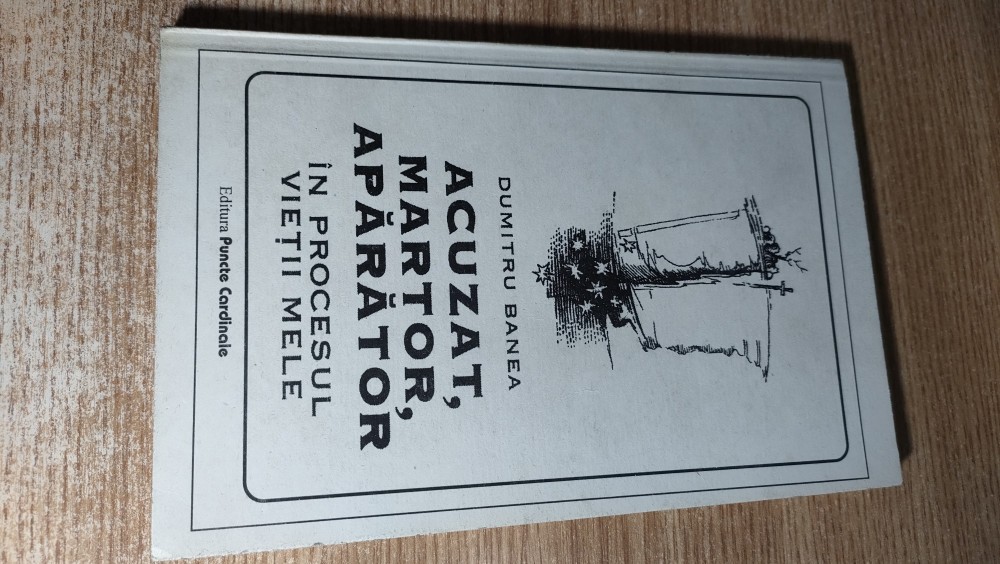 DUMITRU BANEA
ACUZAT,
MARTOR,
APĂRĂTOR
ÎN PROCESUL
VIEȚII MELE
Editura Puncte Cardinale